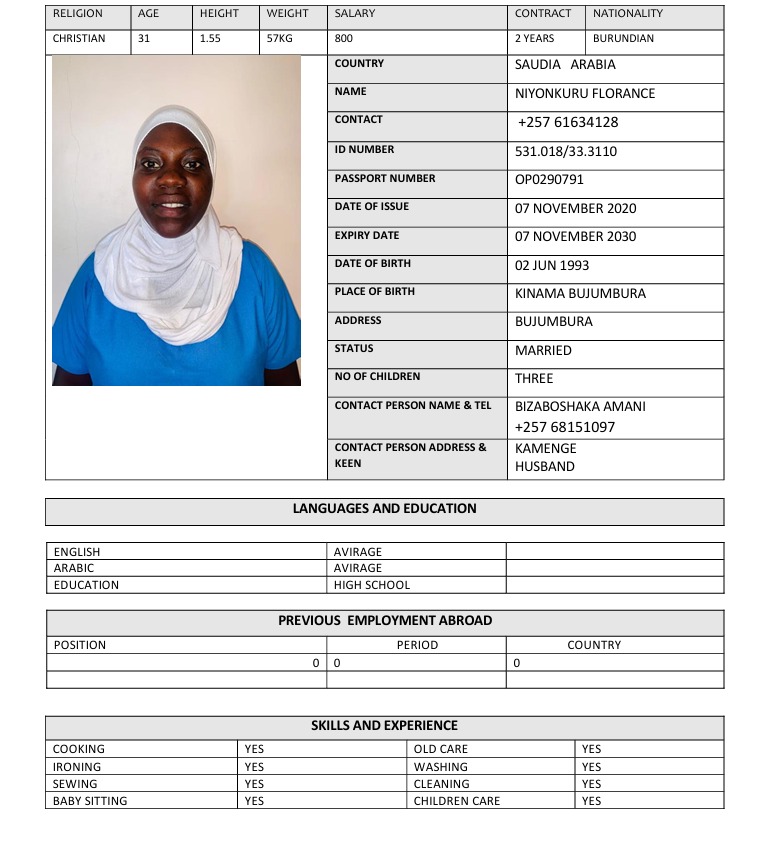 RELIGION AGE HEIGHT WEIGHT SALARY CONTRACT NATIONALITY
CHRISTIAN 31 1.55 57KG 800 2 YEARS BURUNDIAN
COUNTRY SAUDIA ARABIA
NAME NIYONKURU FLORANCE
CONTACT +257 61634128
ID NUMBER 531.018/33.3110
PASSPORT NUMBER OP0290791
DATE OF ISSUE 07 NOVEMBER 2020
EXPIRY DATE 07 NOVEMBER 2030
DATE OF BIRTH 02 JUN 1993
PLACE OF BIRTH KINAMA BUJUMBURA
ADDRESS BUJUMBURA
STATUS MARRIED
NO OF CHILDREN THREE
CONTACT PERSON NAME & TEL BIZABOSHAKA AMANI
+257 68151097
CONTACT PERSON ADDRESS & KAMENGE
KEEN HUSBAND
LANGUAGES AND EDUCATION
ENGLISH AVIRAGE
ARABIC AVIRAGE
EDUCATION HIGH SCHOOL
PREVIOUS EMPLOYMENT ABROAD
POSITION PERIOD COUNTRY
0 0 0
SKILLS AND EXPERIENCE
COOKING YES OLD CARE YES
IRONING YES WASHING YES
SEWING YES CLEANING YES
BABY SITTING YES CHILDREN CARE YES